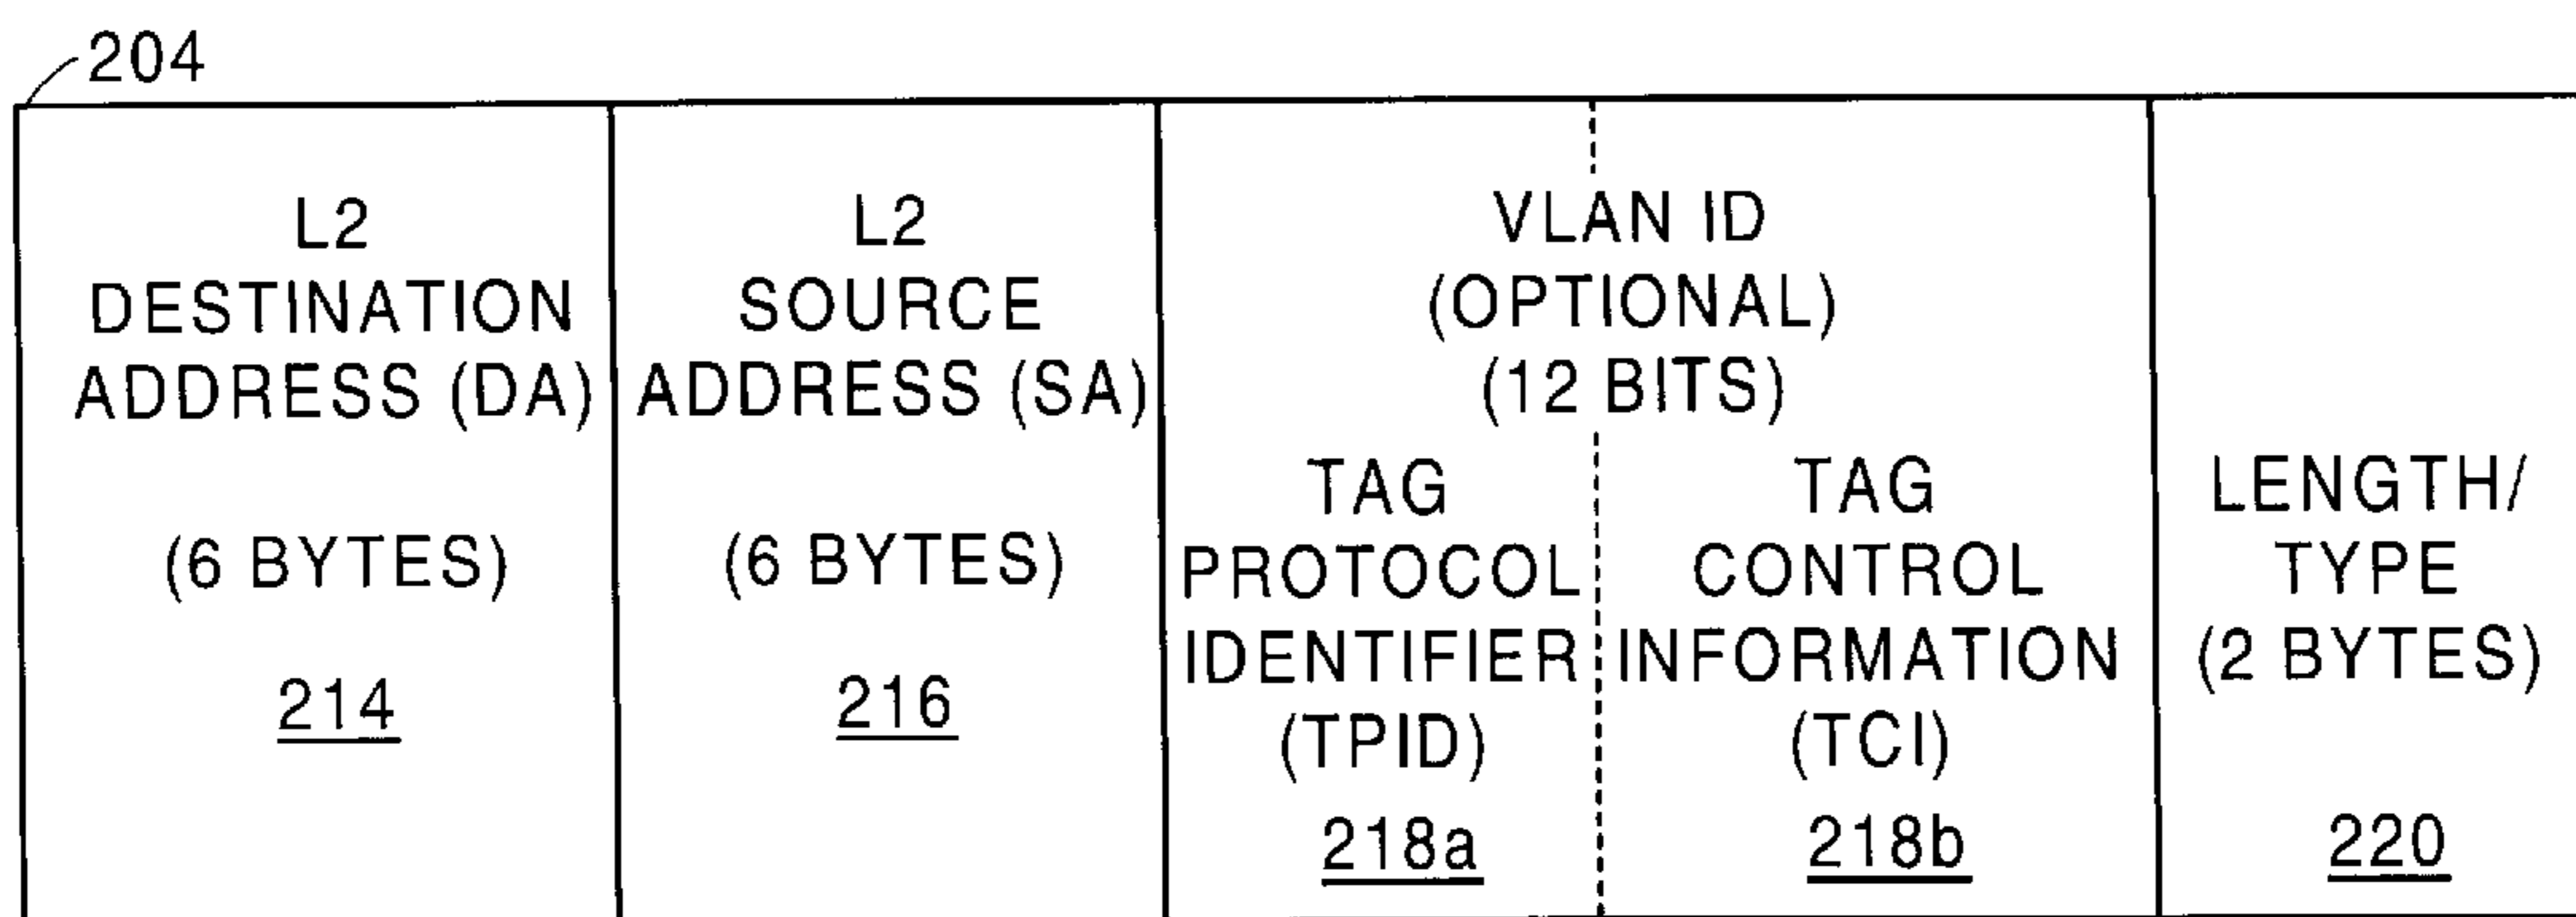 204
L2
DESTINATION
ADDRESS (DA)
(6 BYTES)
214
L2
SOURCE
ADDRESS (SA)
(6 BYTES)
216
VLAN ID
(OPTIONAL)
(12 BITS)
TAG
PROTOCOL
IDENTIFIER
(TPID)
218a
TAG
CONTROL
INFORMATION
(TCI)
218b
LENGTH/
TYPE
(2 BYTES)
220